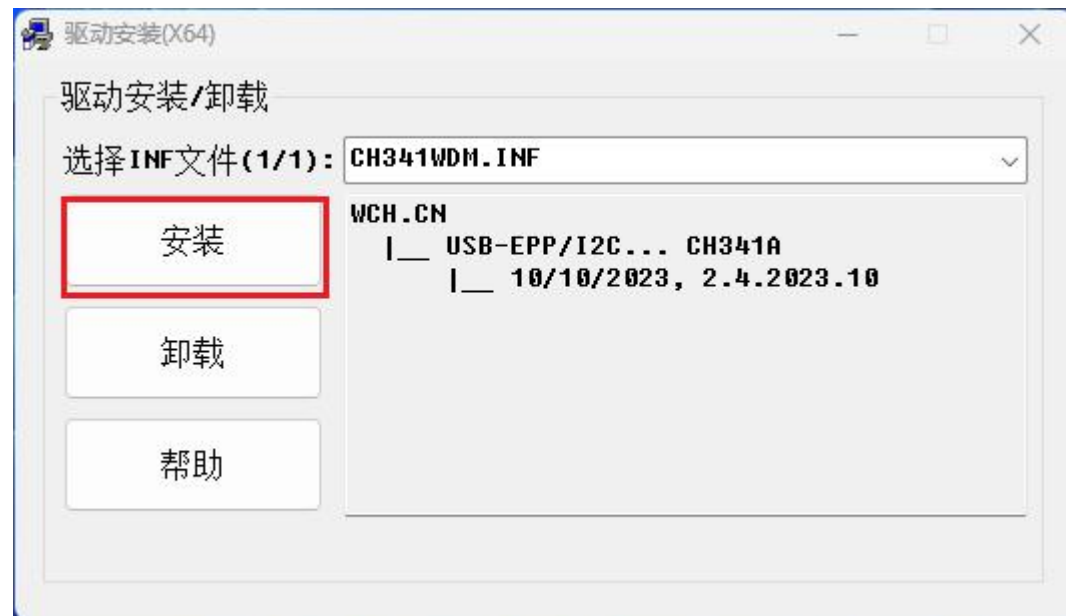 驱动安装(X64)
驱动安装/卸载
选择INF文件(1/1): CH341WDM.INF
安装
WCH.CN
|__ USB-EPP/I2C... CH341A
|__ 10/10/2023, 2.4.2023.10
卸载
帮助